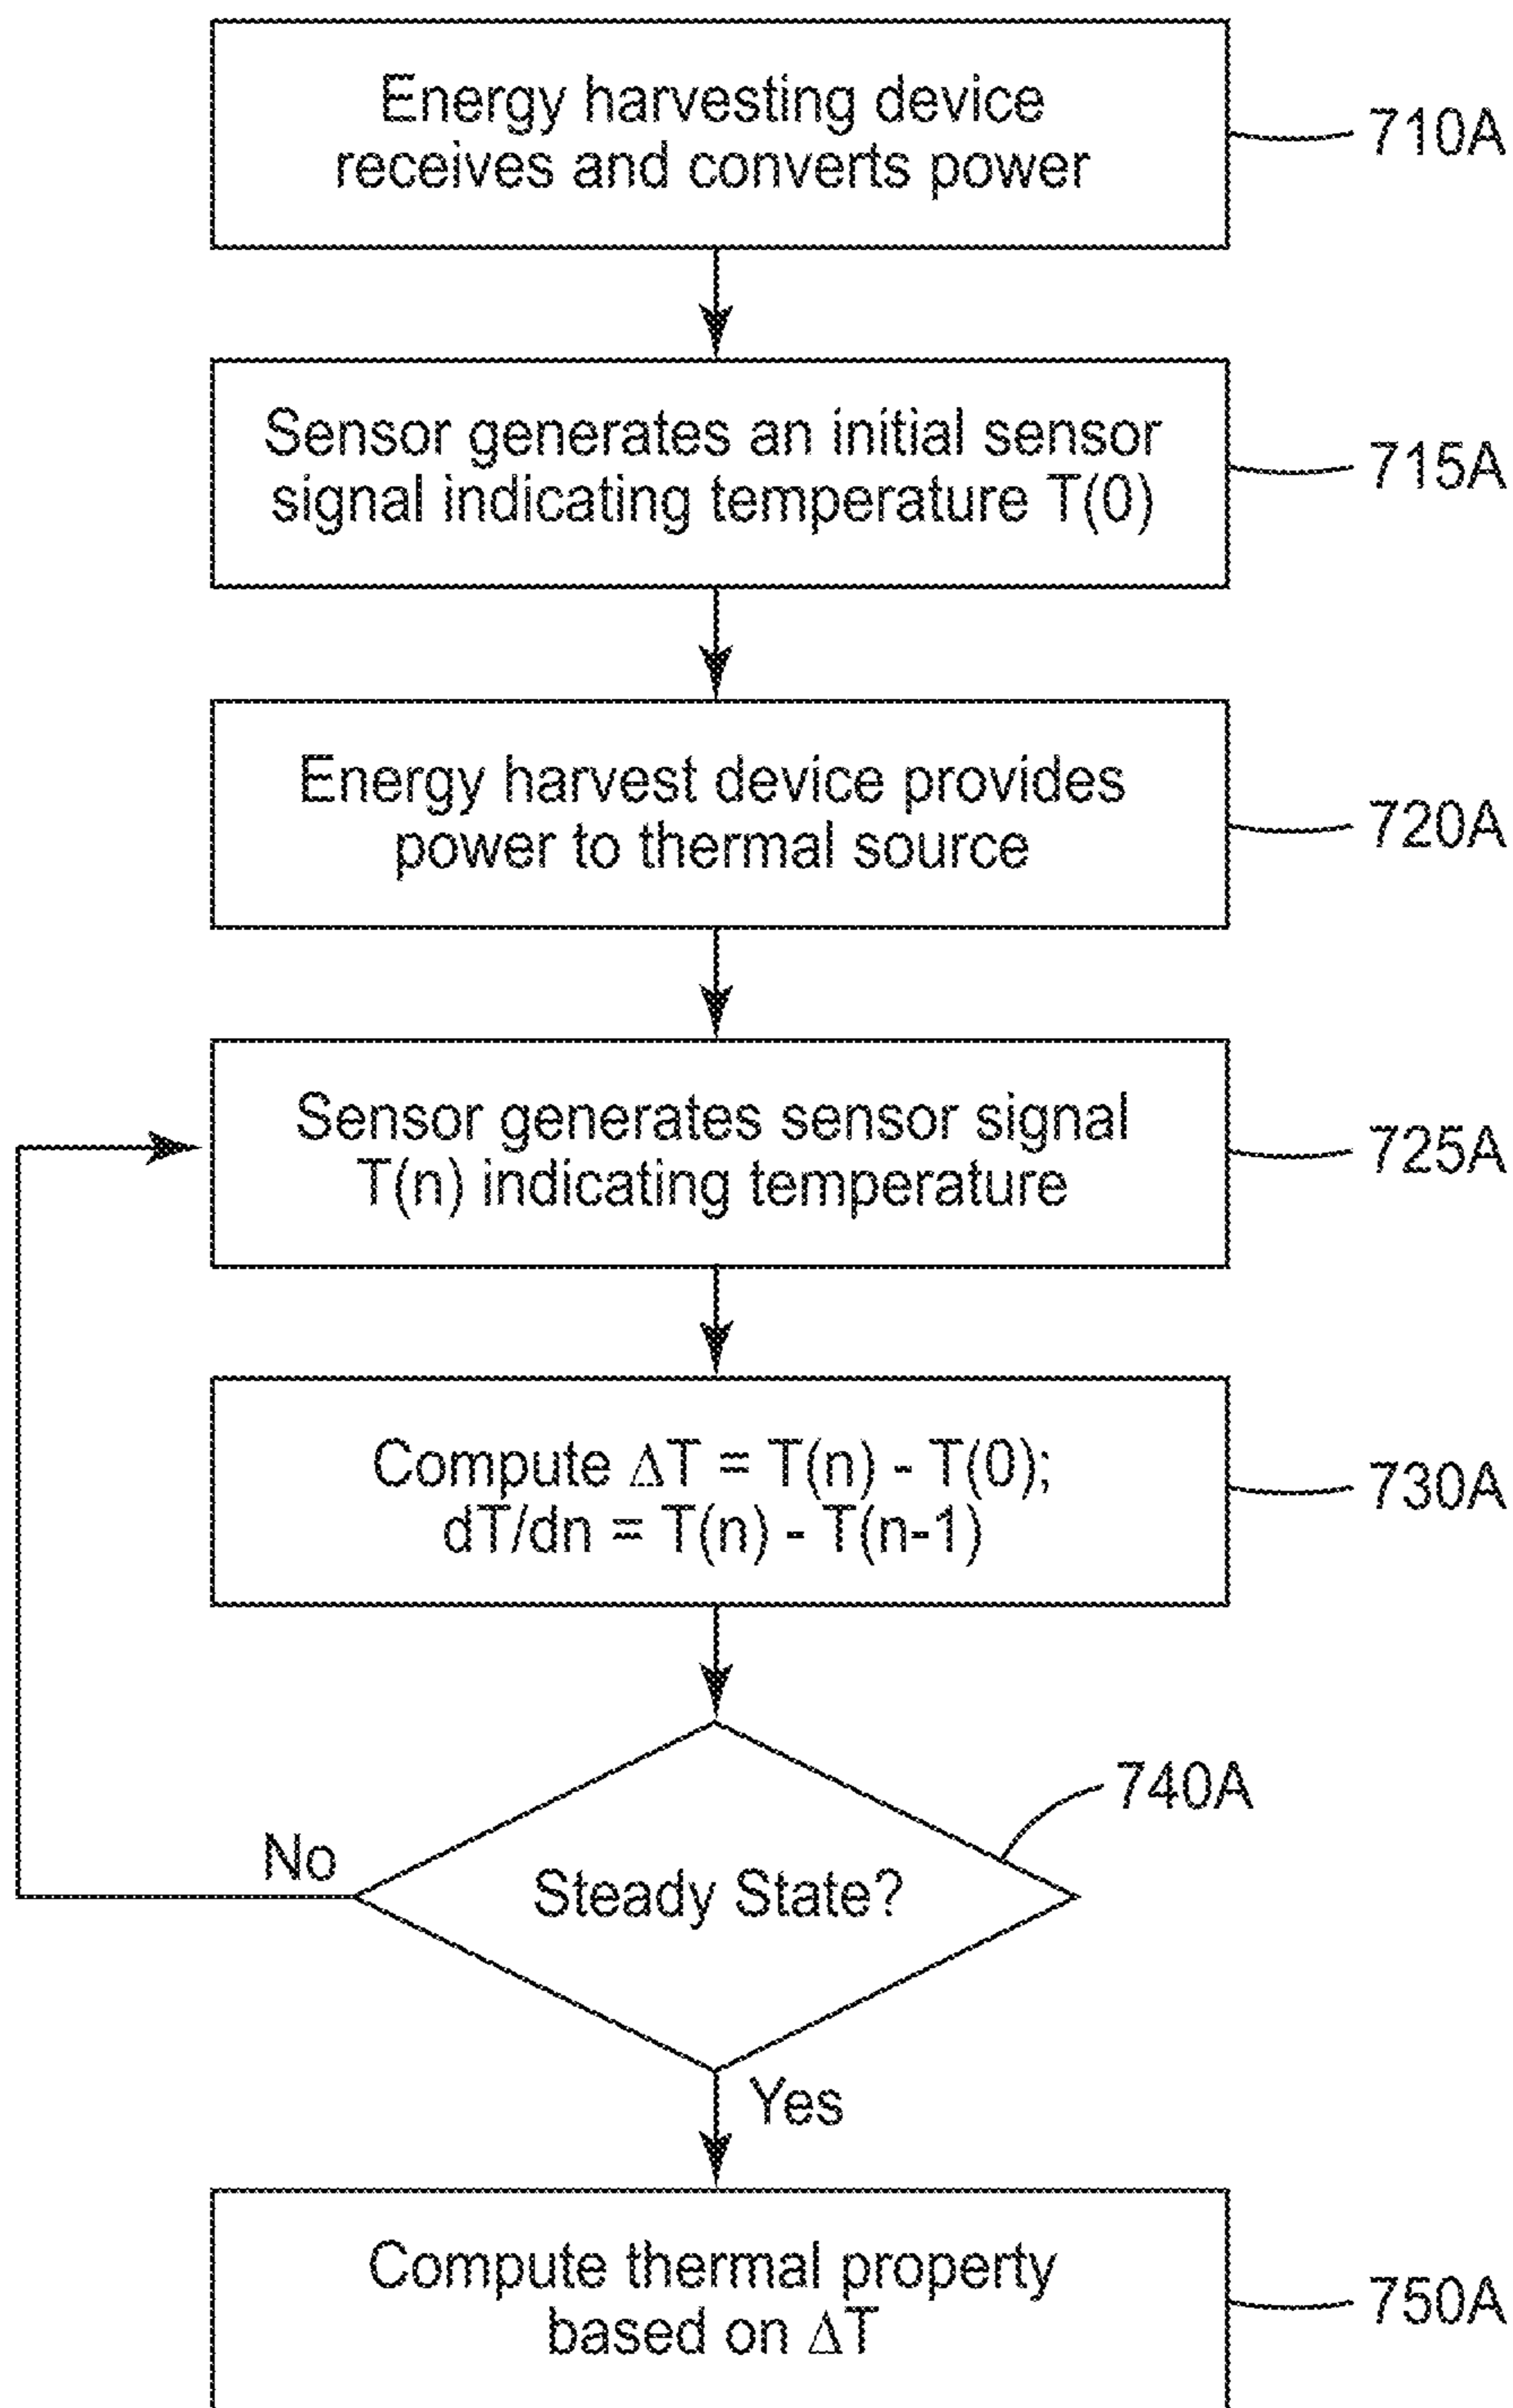 Energy harvesting device
receives and converts power
710A
Sensor generates an initial sensor
signal indicating temperature T(0)
715A
Energy harvest device provides
power to thermal source
720A
Sensor generates sensor signal
T(n) indicating temperature
725A
Compute ΔT = T(n) - T(0);
dT/dn = T(n) - T(n-1)
730A
740A
No
Steady State?
Yes
Compute thermal property
based on ΔT
750A